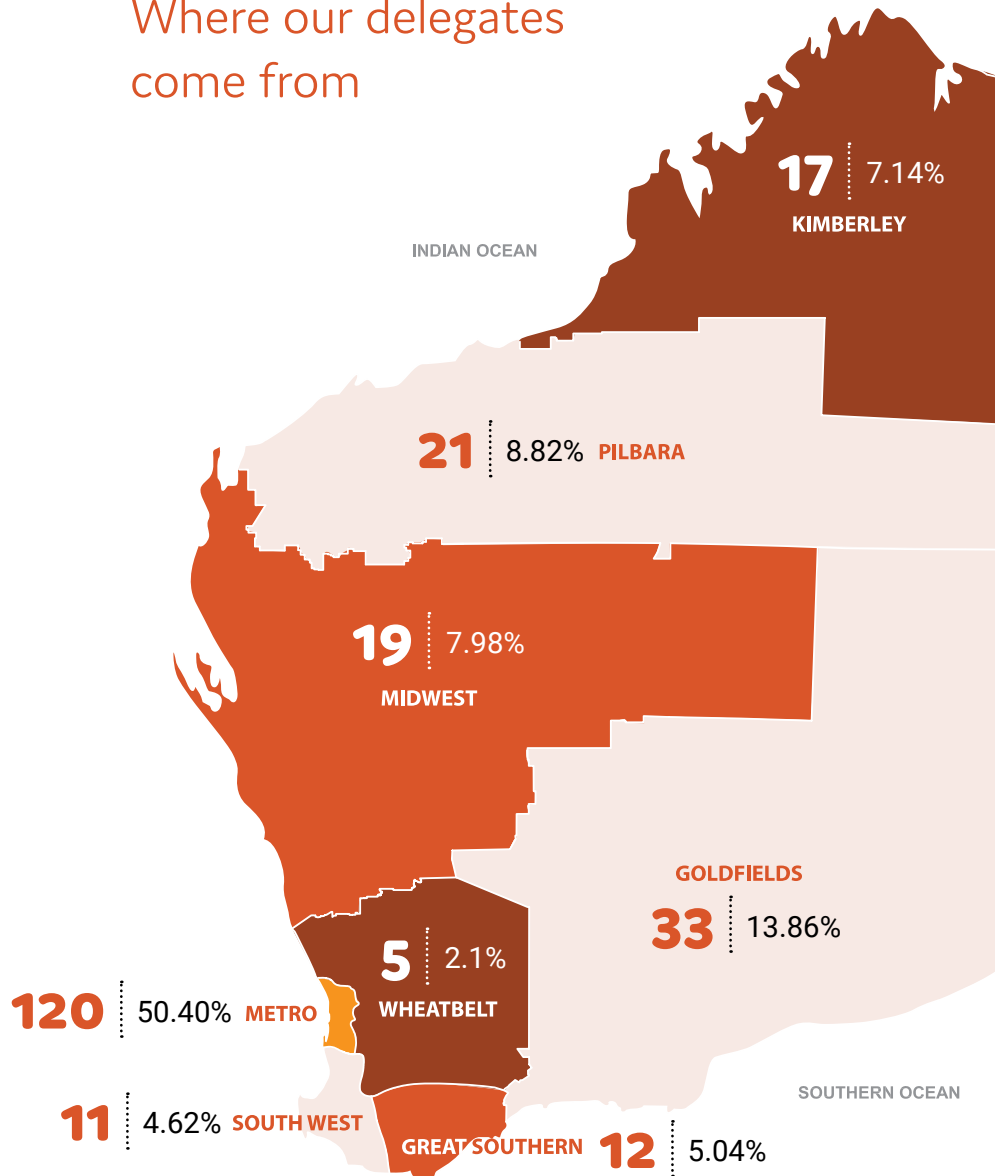 Where our delegates
come from
17 7.14%
KIMBERLEY
INDIAN OCEAN
21 8.82% PILBARA
19 7.98%
MIDWEST
GOLDFIELDS
33 13.86%
5 2.1%
WHEATBELT
120 50.40% METRO
SOUTHERN OCEAN
11 4.62% SOUTH WEST
GREAT SOUTHERN 12 5.04%